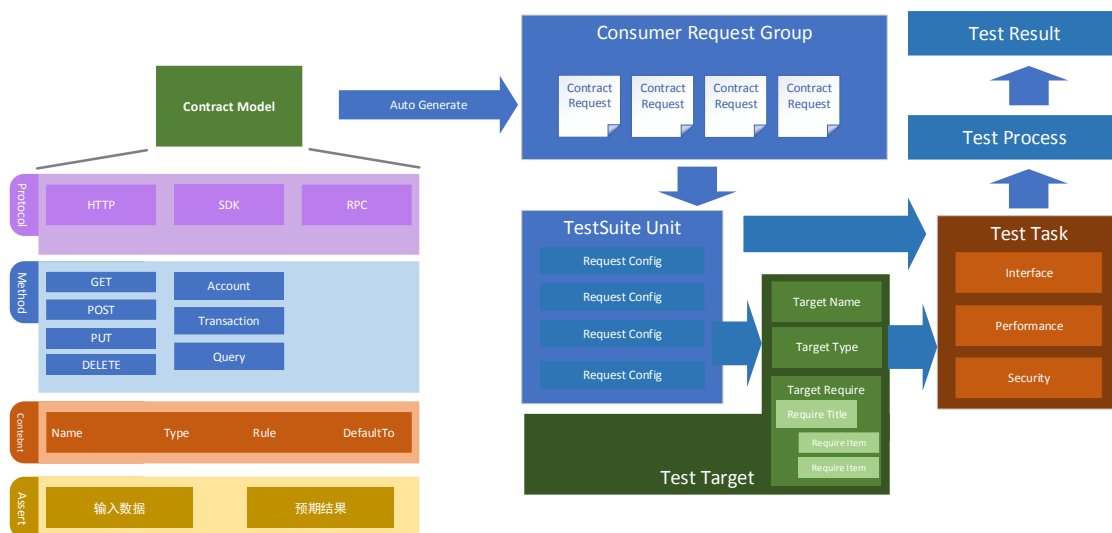 Contract Model
Auto Generate
Protocol
HTTP
SDK
RPC
Method
GET
POST
PUT
DELETE
Account
Transaction
Query
Contebnt
Name
Type
Rule
DefaultTo
Assert
输入数据
预期结果
Consumer Request Group
Contract
Request
Contract
Request
Contract
Request
Contract
Request
TestSuite Unit
Request Config
Request Config
Request Config
Request Config
Target Name
Target Type
Target Require
Require Title
Require Item
Require Item
Test Target
Test Result
Test Process
Test Task
Interface
Performance
Security